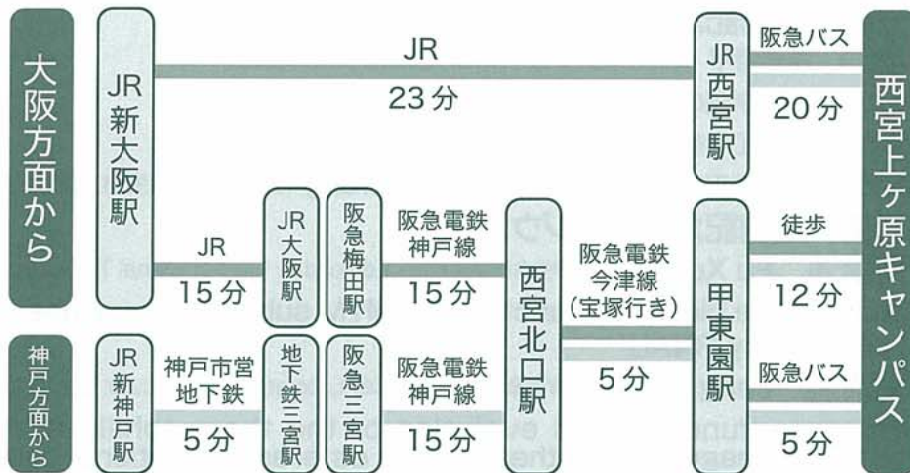 大阪方面から
JR新大阪駅
JR
23分
JR西宮駅
阪急バス
20分
西宮上ヶ原キャンパス
JR
15分
JR大阪駅
阪急梅田駅
阪急電鉄
神戸線
15分
西宮北口駅
阪急電鉄
今津線
(宝塚行き)
5分
甲東園駅
徒歩
12分
阪急バス
5分
神戸方面から
JR新神戸駅
神戸市営
地下鉄
5分
地下鉄三宮駅
阪急三宮駅
阪急電鉄
神戸線
15分